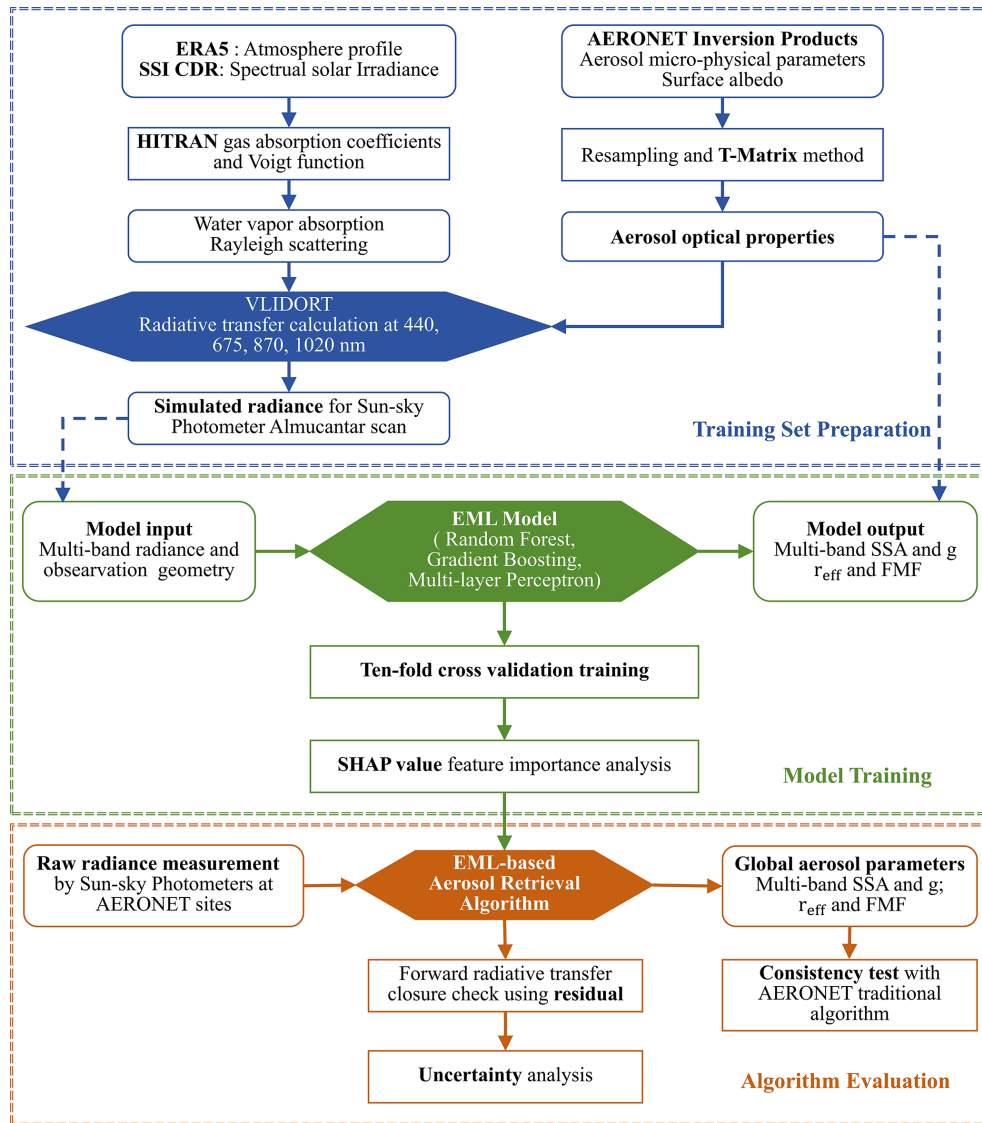 ERA5 : Atmosphere profile
SSI CDR: Spectrual solar Irradiance
AERONET Inversion Products
Aerosol micro-physical parameters
Surface albedo
HITRAN gas absorption coefficients
and Voigt function
Resampling and T-Matrix method
Water vapor absorption
Rayleigh scattering
Aerosol optical properties
VLIDORT
Radiative transfer calculation at 440,
675, 870, 1020 nm
Simulated radiance for Sun-sky
Photometer Almucantar scan
Training Set Preparation
Model input
Multi-band radiance and
obsearvation geometry
EML Model
( Random Forest,
Gradient Boosting,
Multi-layer Perceptron)
Model output
Multi-band SSA and g
r_eff and FMF
Ten-fold cross validation training
SHAP value feature importance analysis
Model Training
Raw radiance measurement
by Sun-sky Photometers at
AERONET sites
EML-based
Aerosol Retrieval
Algorithm
Global aerosol parameters
Multi-band SSA and g;
r_eff and FMF
Forward radiative transfer
closure check using residual
Consistency test with
AERONET traditional
algorithm
Uncertainty analysis
Algorithm Evaluation